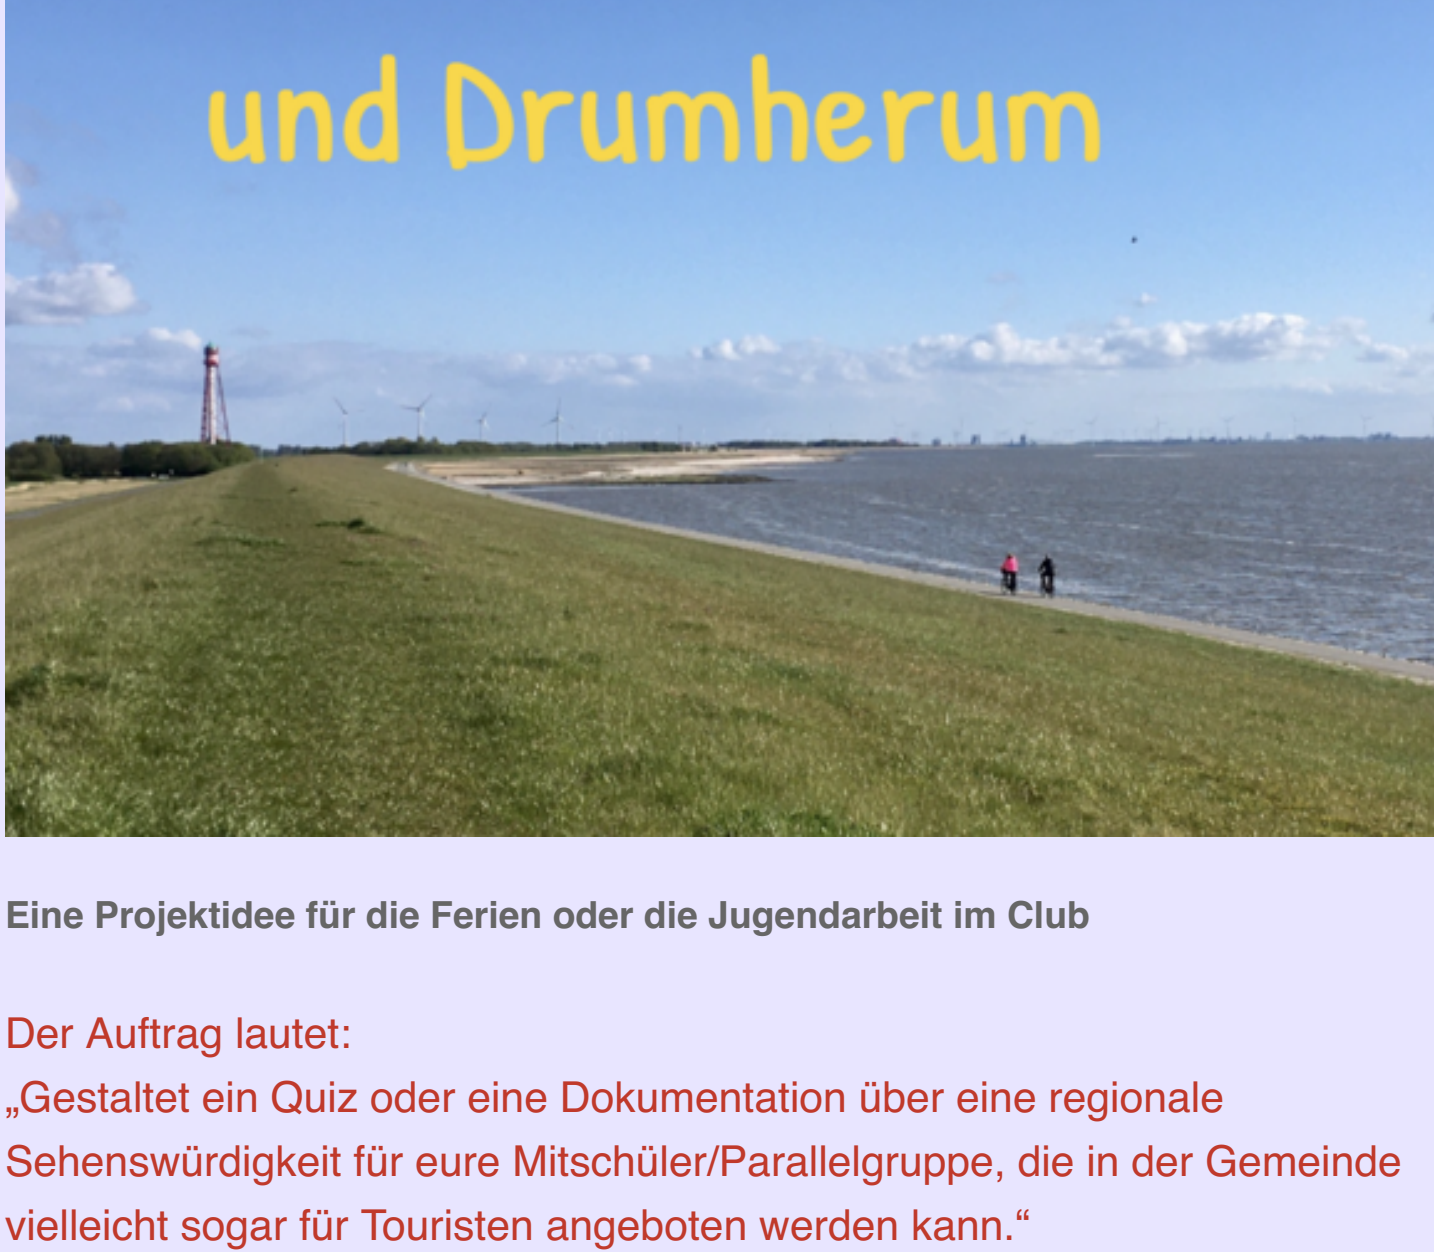 und Drumherum
Eine Projektidee für die Ferien oder die Jugendarbeit im Club
Der Auftrag lautet:
„Gestaltet ein Quiz oder eine Dokumentation über eine regionale
Sehenswürdigkeit für eure Mitschüler/Parallelgruppe, die in der Gemeinde
vielleicht sogar für Touristen angeboten werden kann.“